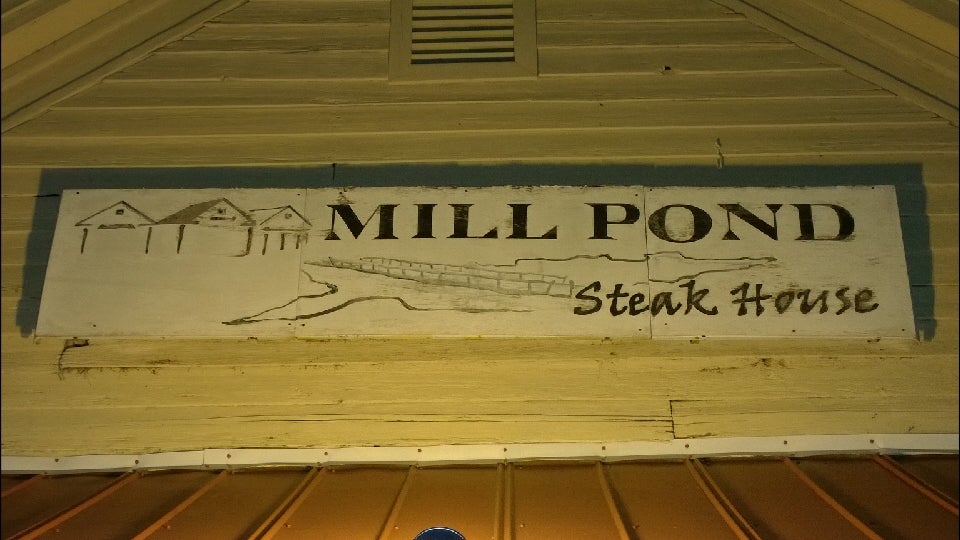 MILL POND
Steak House